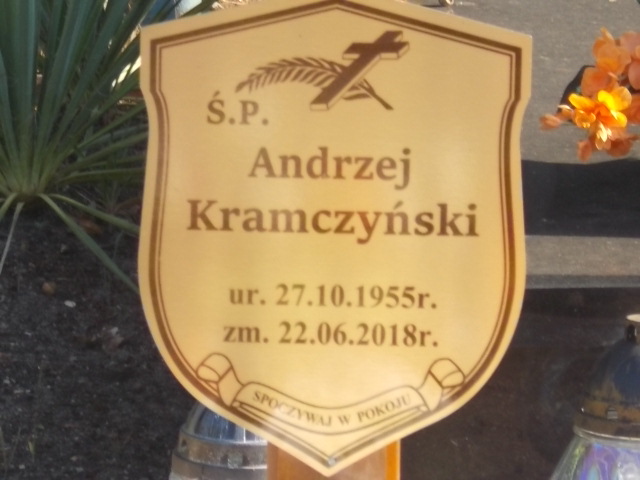 Ś.P.
Andrzej
Kramczyński
ur. 27.10.1955r.
zm. 22.06.2018r.
SPOCZYWAJ W POKOJU